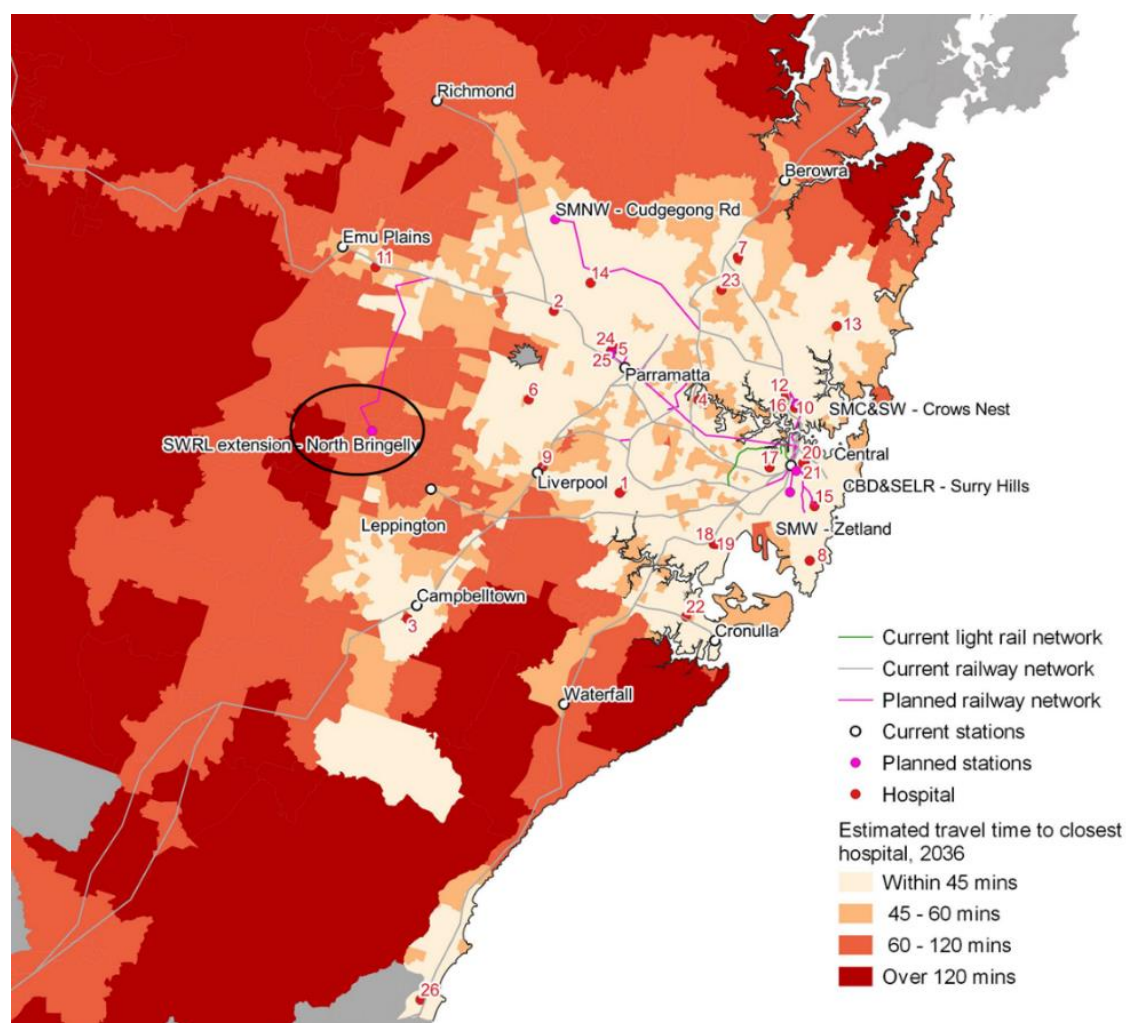 Richmond
Berowra
SMNW - Cudgegong Rd
Emu Plains
7
11
14
23
2
13
24
5
25
Parramatta
12
6
4
16
10
SMC&SW - Crows Nest
SWRL extension - North Bringelly
9
17
20
Central
Liverpool
21
1
CBD&SELR - Surry Hills
15
Leppington
18
SMW - Zetland
19
8
Campbelltown
3
22
Cronulla
Waterfall
26
Current light rail network
Current railway network
Planned railway network
Current stations
Planned stations
Hospital
Estimated travel time to closest
hospital, 2036
Within 45 mins
45 - 60 mins
60 - 120 mins
Over 120 mins